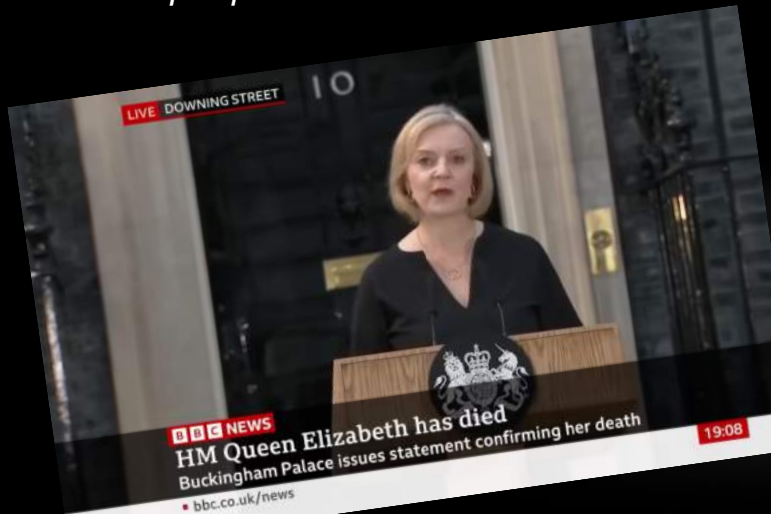 10
LIVE DOWNING STREET
BBC NEWS
HM Queen Elizabeth has died
Buckingham Palace issues statement confirming her death
19:08
bbc.co.uk/news